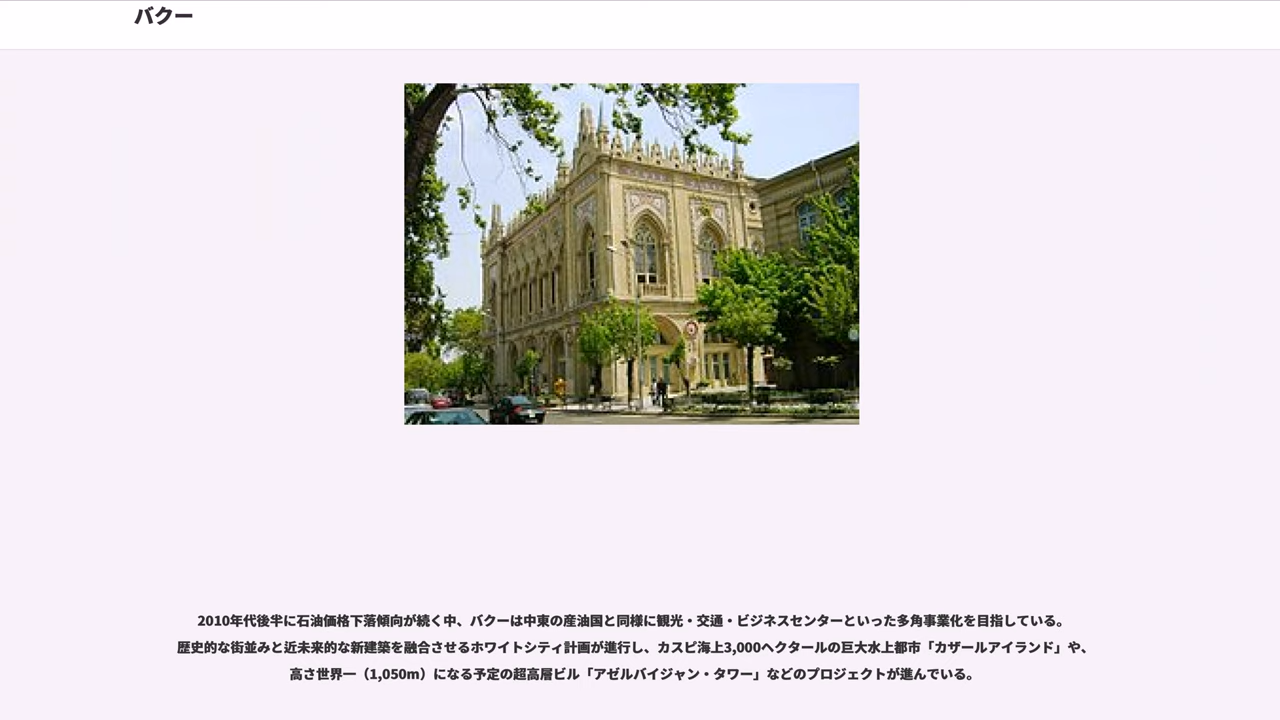 バクー
2010年代後半に石油価格下落傾向が続く中、バクーは中東の産油国と同様に観光・交通・ビジネスセンターといった多角事業化を目指している。
歴史的な街並みと近未来的な新建築を融合させるホワイトシティ計画が進行し、カスピ海上3,000ヘクタールの巨大水上都市「カザールアイランド」や、
高さ世界一（1,050m）になる予定の超高層ビル「アゼルバイジャン・タワー」などのプロジェクトが進んでいる。